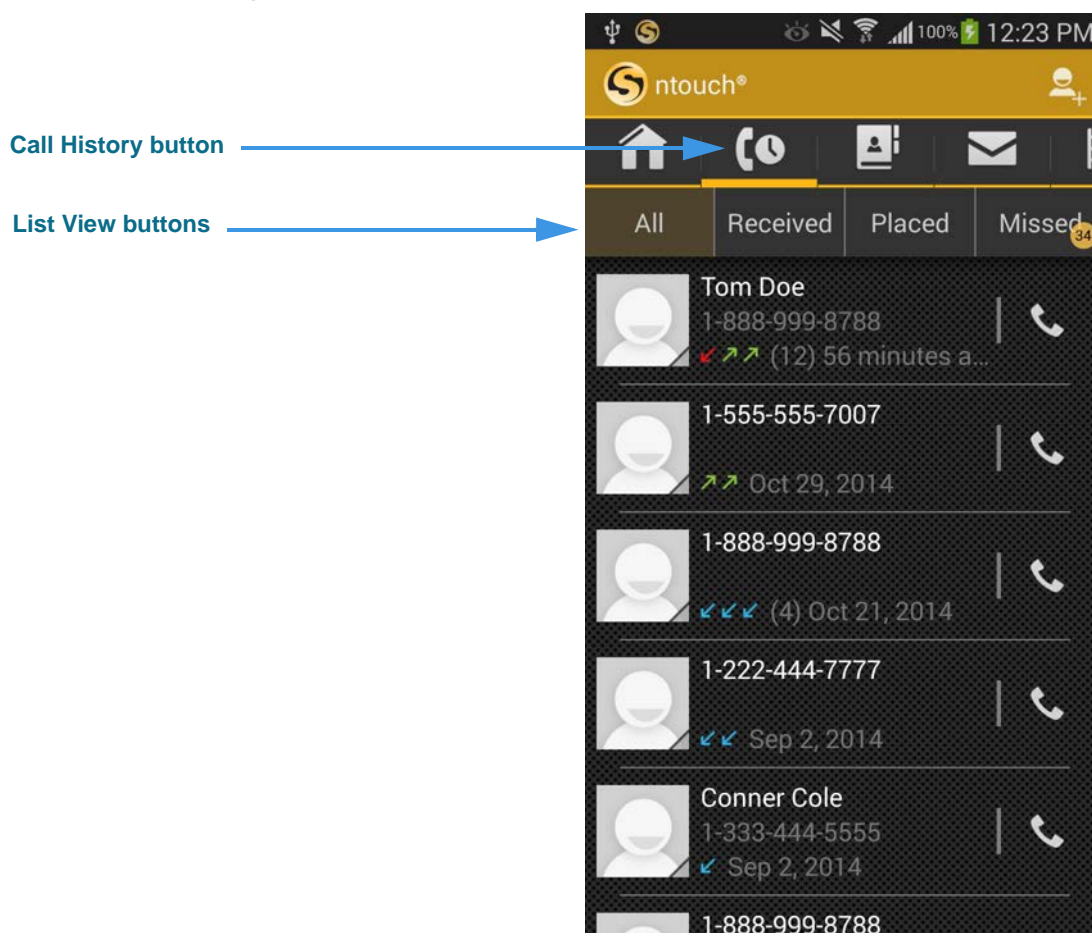 100% 12:23 PM
ntouch®
Call History button
List View buttons
All Received Placed Missed 34
Tom Doe
1-888-999-8788
(12) 56 minutes a...
1-555-555-7007
Oct 29, 2014
1-888-999-8788
(4) Oct 21, 2014
1-222-444-7777
Sep 2, 2014
Conner Cole
1-333-444-5555
Sep 2, 2014
1-888-999-8788